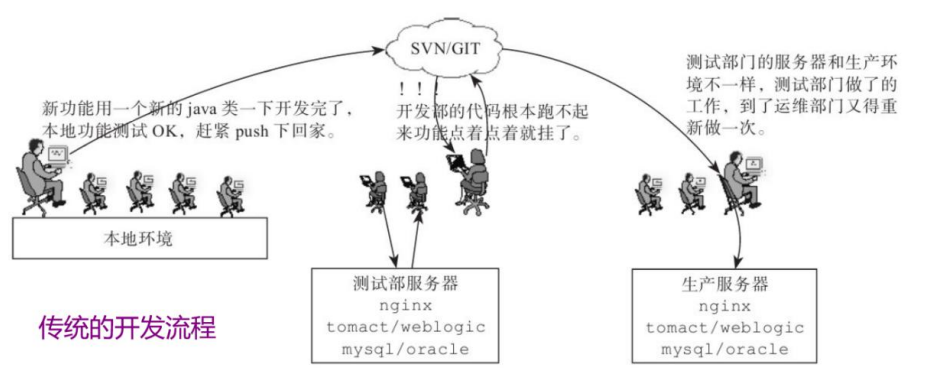 SVN/GIT
新功能用一个新的 java 类一下开发完了，
本地功能测试OK，赶紧 push 下回家。
！！！
开发部的代码根本跑不起
来功能点着点着就挂了。
测试部门的服务器和生产环
境不一样，测试部门做了的
工作，到了运维部门又得重
新做一次。
本地环境
测试部服务器
nginx
tomact/weblogic
mysql/oracle
生产服务器
nginx
tomact/weblogic
mysql/oracle
传统的开发流程